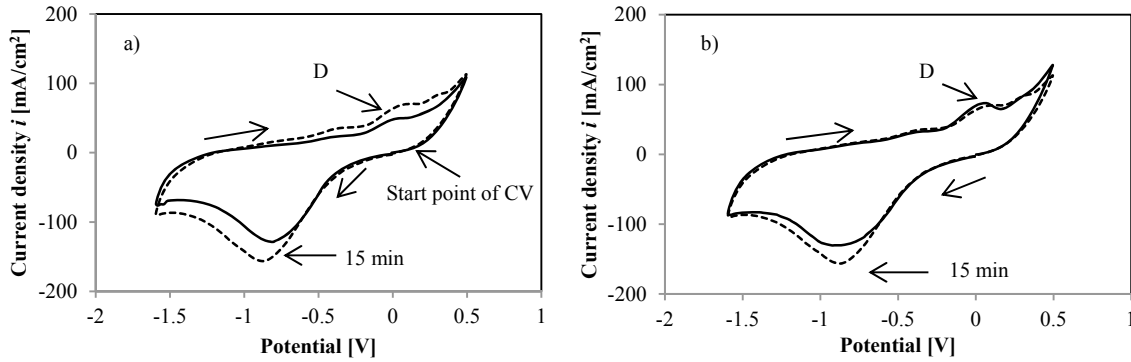 a)
200
100
0
-100
-200
-2
-1.5
-1
-0.5
0
0.5
1
Current density i [mA/cm²]
Potential [V]
D
Start point of CV
15 min
b)
200
100
0
-100
-200
-2
-1.5
-1
-0.5
0
0.5
1
Current density i [mA/cm²]
Potential [V]
D
15 min